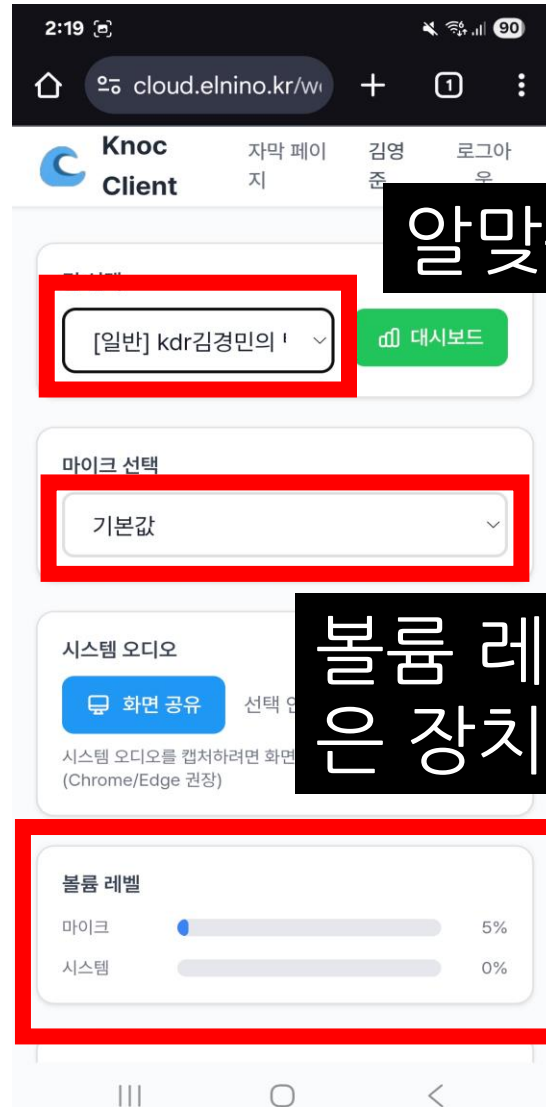 2:19
90
cloud.elnino.kr/w
1
Knoc Client
자막 페이지
김영준
로그아
알맞
[일반] kdr김경민의
대시보드
마이크 선택
기본값
시스템 오디오
화면 공유
선택
볼륨 레
은 장치
시스템 오디오를 캡처하려면 화면
(Chrome/Edge 권장)
볼륨 레벨
마이크 5%
시스템 0%